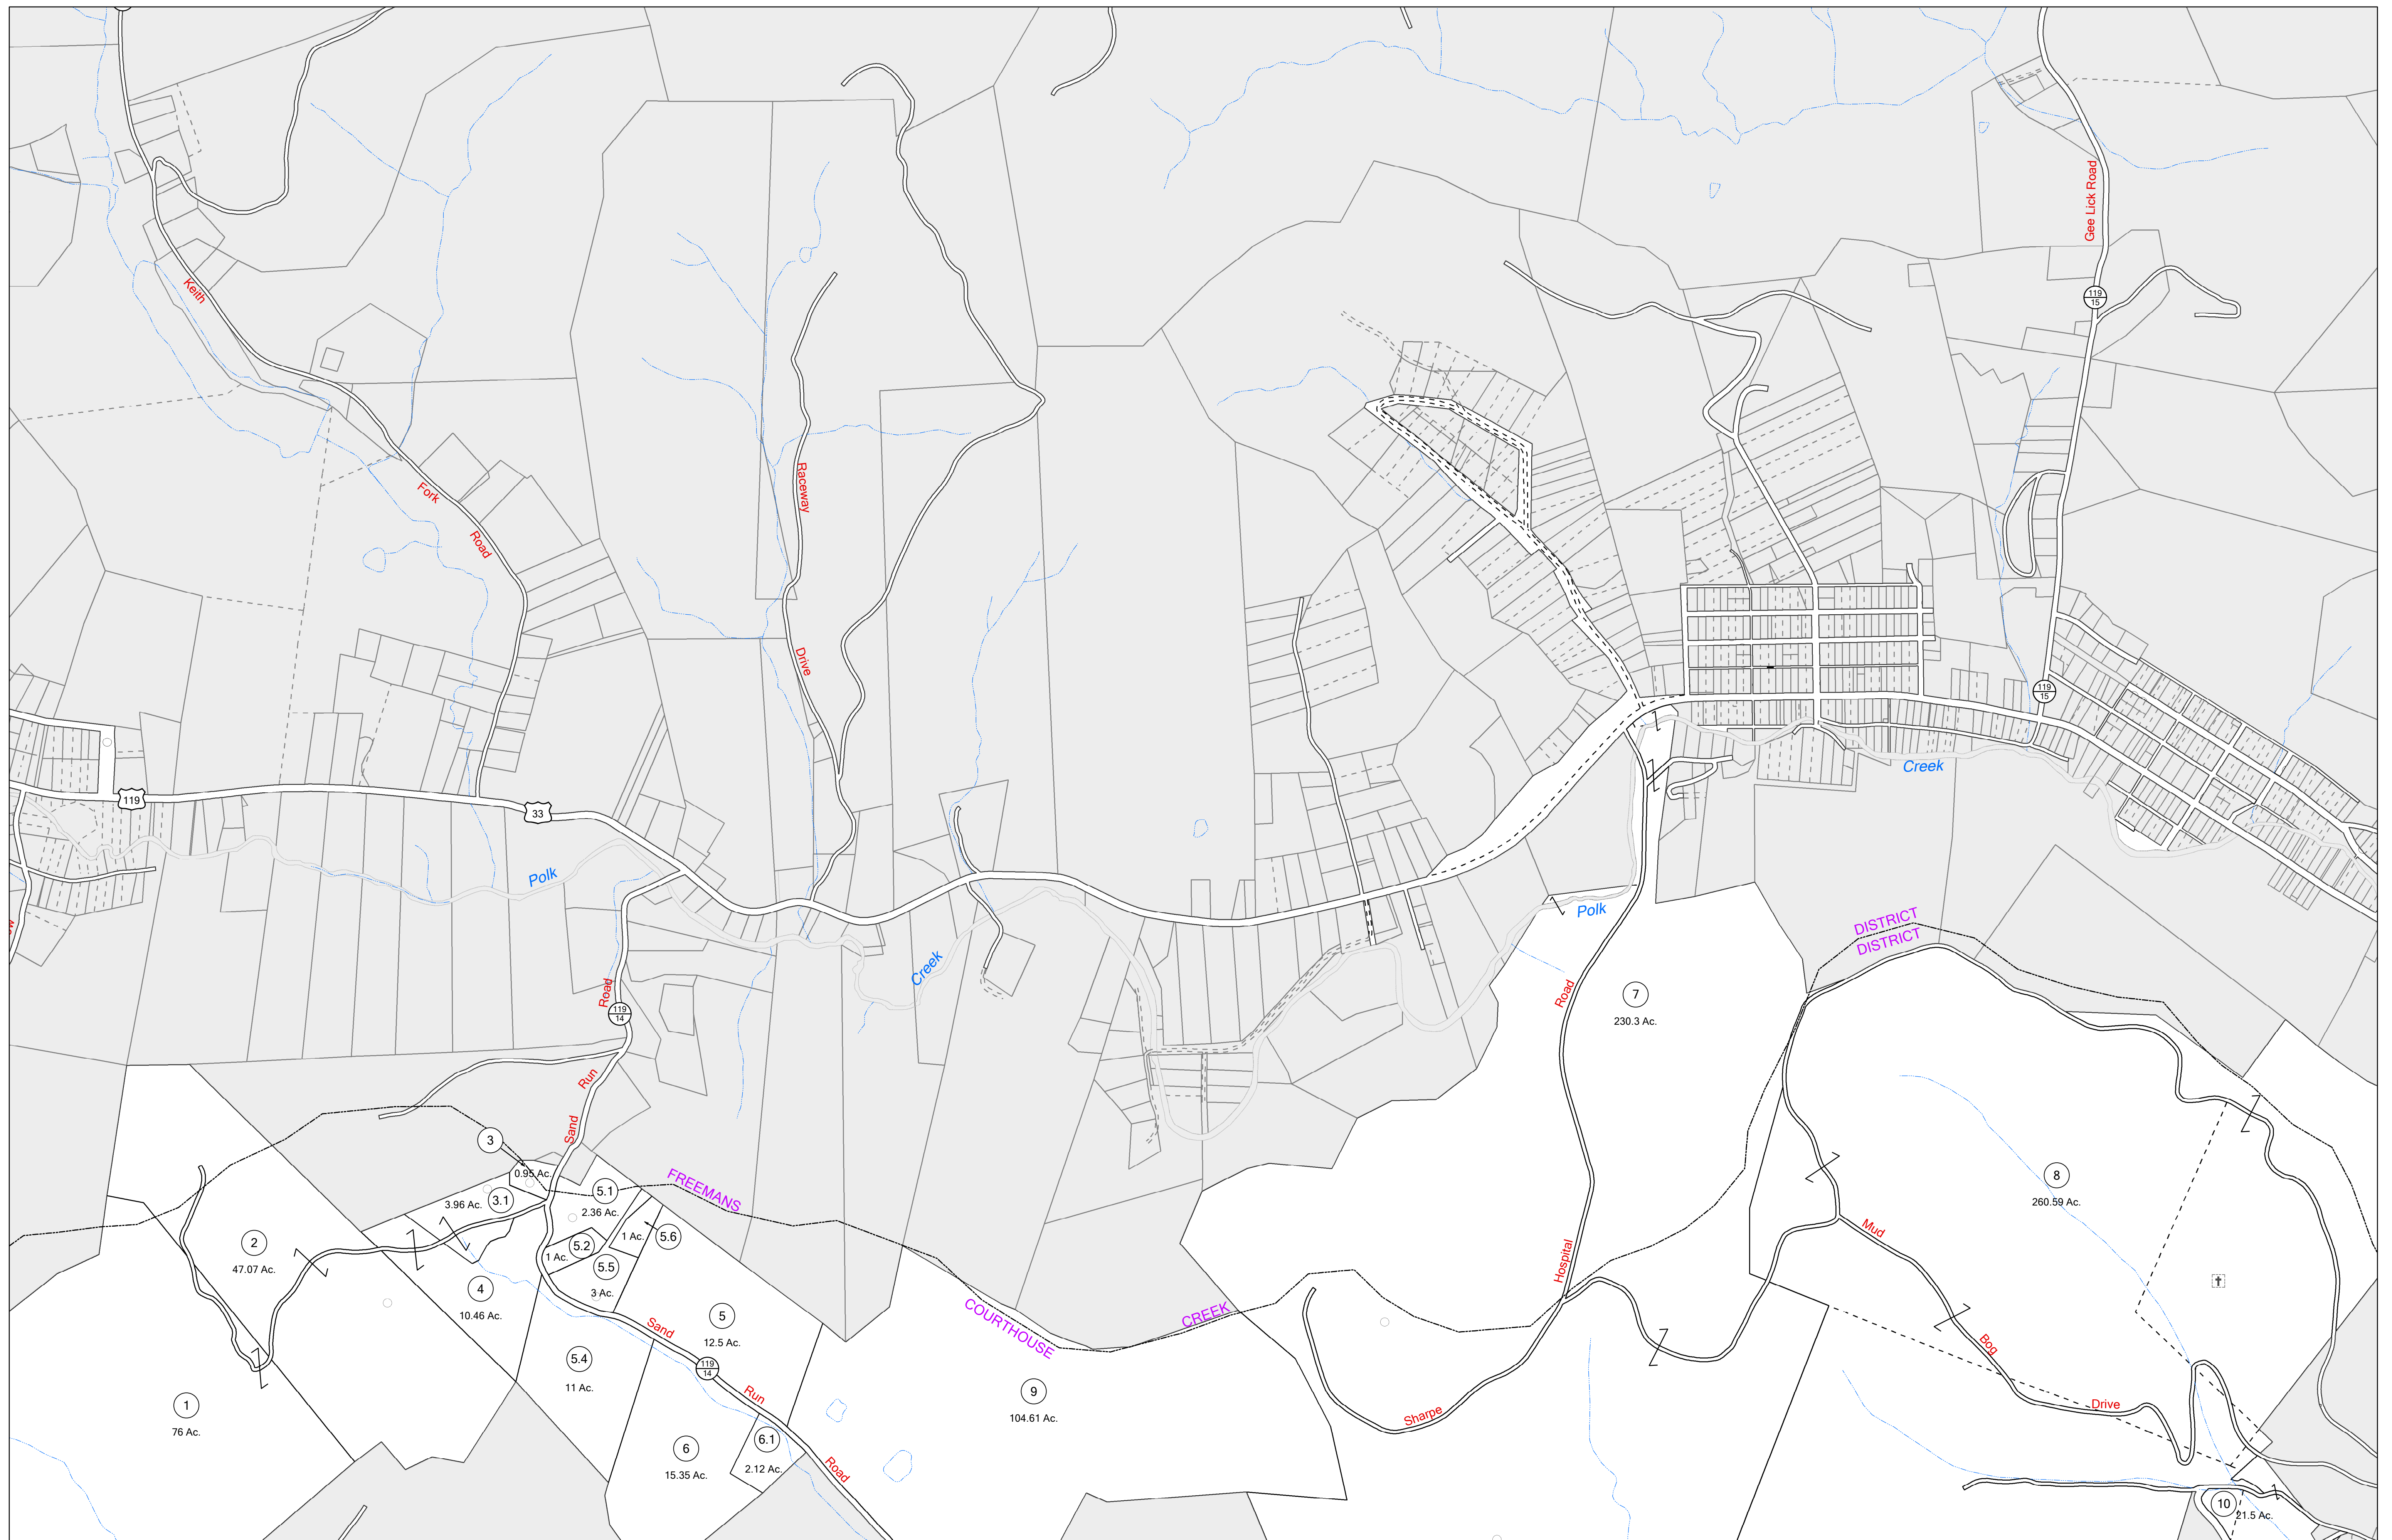 Gee Lick Road
119
15
Keith
Fork
Road
Raceway
Drive
119
15
119
33
Creek
Polk
Creek
Polk
DISTRICT
DISTRICT
Road
119
14
Run
Sand
Road
7
230.3 Ac.
3
0.95 Ac.
3.1
3.96 Ac.
5.1
2.36 Ac.
FREEMANS
8
260.59 Ac.
2
47.07 Ac.
5.2
1 Ac.
1 Ac.
5.6
5.5
3 Ac.
Mud
Hospital
4
10.46 Ac.
5
12.5 Ac.
COURTHOUSE
CREEK
Sand
Bog
5.4
11 Ac.
119
14
Run
9
104.61 Ac.
Sharpe
Drive
1
76 Ac.
6
15.35 Ac.
6.1
2.12 Ac.
Road
10
21.5 Ac.